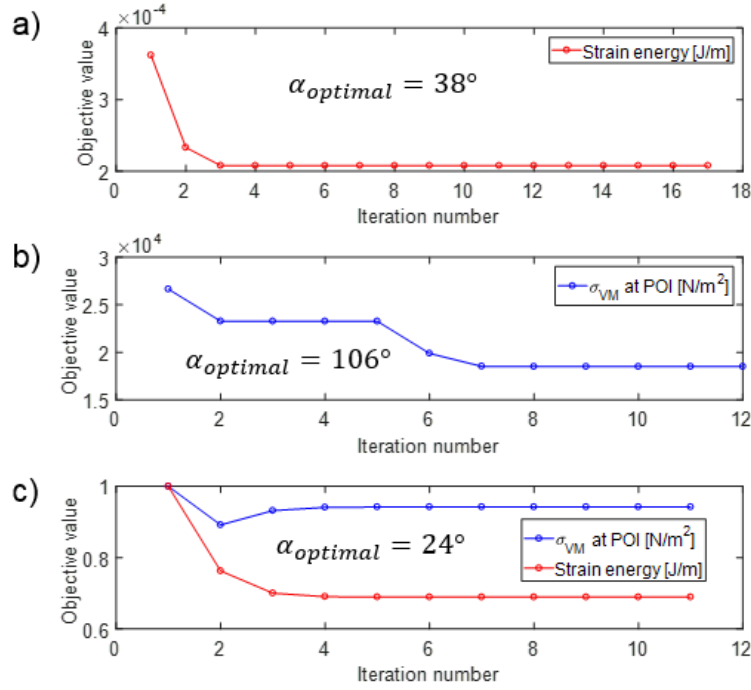 a)
×10⁻⁴
4
3
2
Objective value
Strain energy [J/m]
α_optimal = 38°
0 2 4 6 8 10 12 14 16 18
Iteration number
b)
×10⁴
3
2.5
2
1.5
Objective value
σ_VM at POI [N/m²]
α_optimal = 106°
0 2 4 6 8 10 12
Iteration number
c)
1
0.8
0.6
Objective value
α_optimal = 24°
σ_VM at POI [N/m²]
Strain energy [J/m]
0 2 4 6 8 10 12
Iteration number